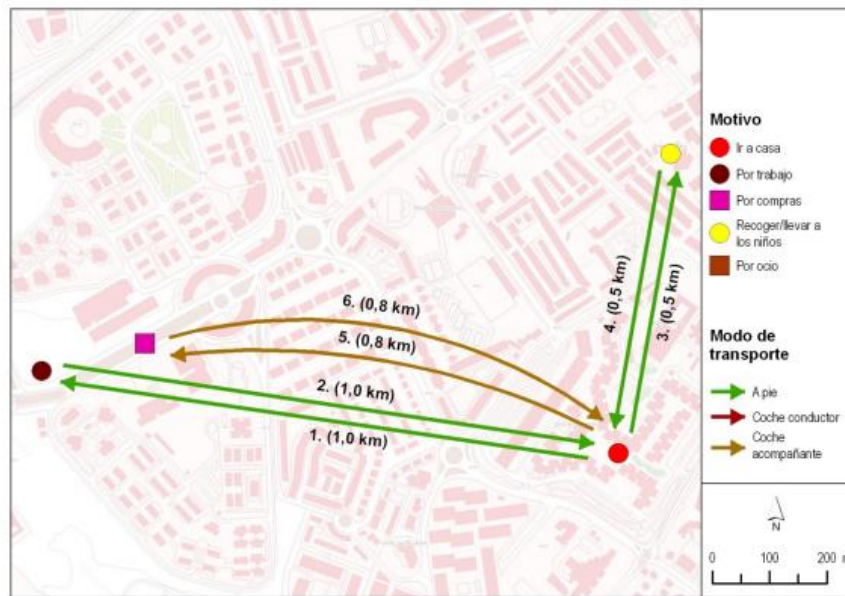 6. (0,8 km)
5. (0,8 km)
2. (1,0 km)
1. (1,0 km)
4. (0,5 km)
3. (0,5 km)
Motivo
Ir a casa
Por trabajo
Por compras
Recoger/llevar a
los niños
Por ocio
Modo de
transporte
A pie
Coche conductor
Coche
acompañante
N
0 100 200 m